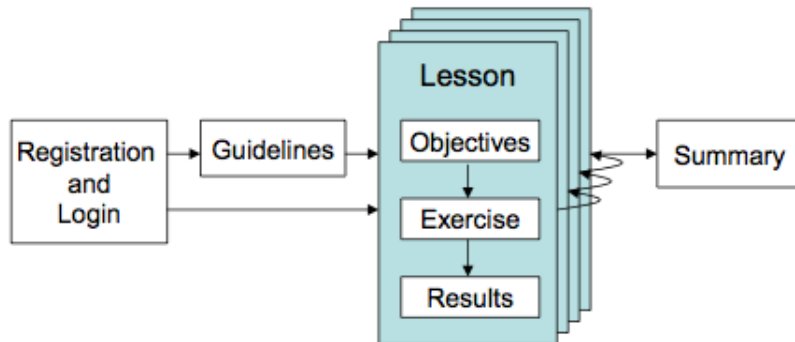 Registration
and
Login
Guidelines
Lesson
Objectives
Exercise
Results
Summary